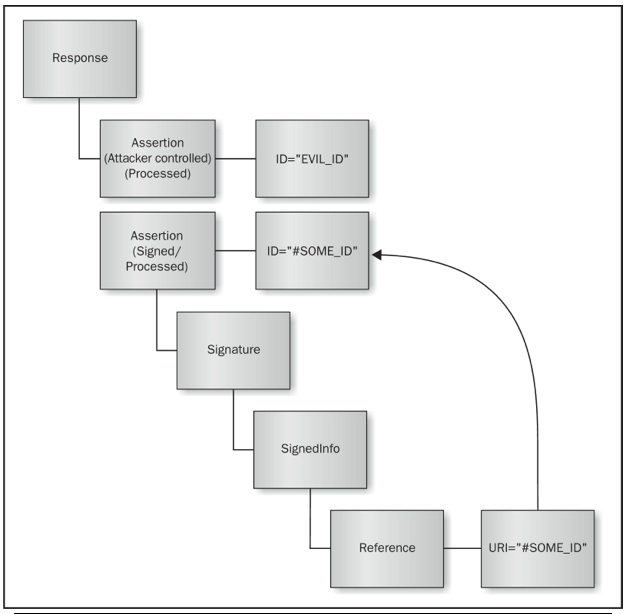 Response
Assertion
(Attacker controlled)
(Processed)
ID="EVIL_ID"
Assertion
(Signed/
Processed)
ID="#SOME_ID"
Signature
SignedInfo
Reference
URI="#SOME_ID"